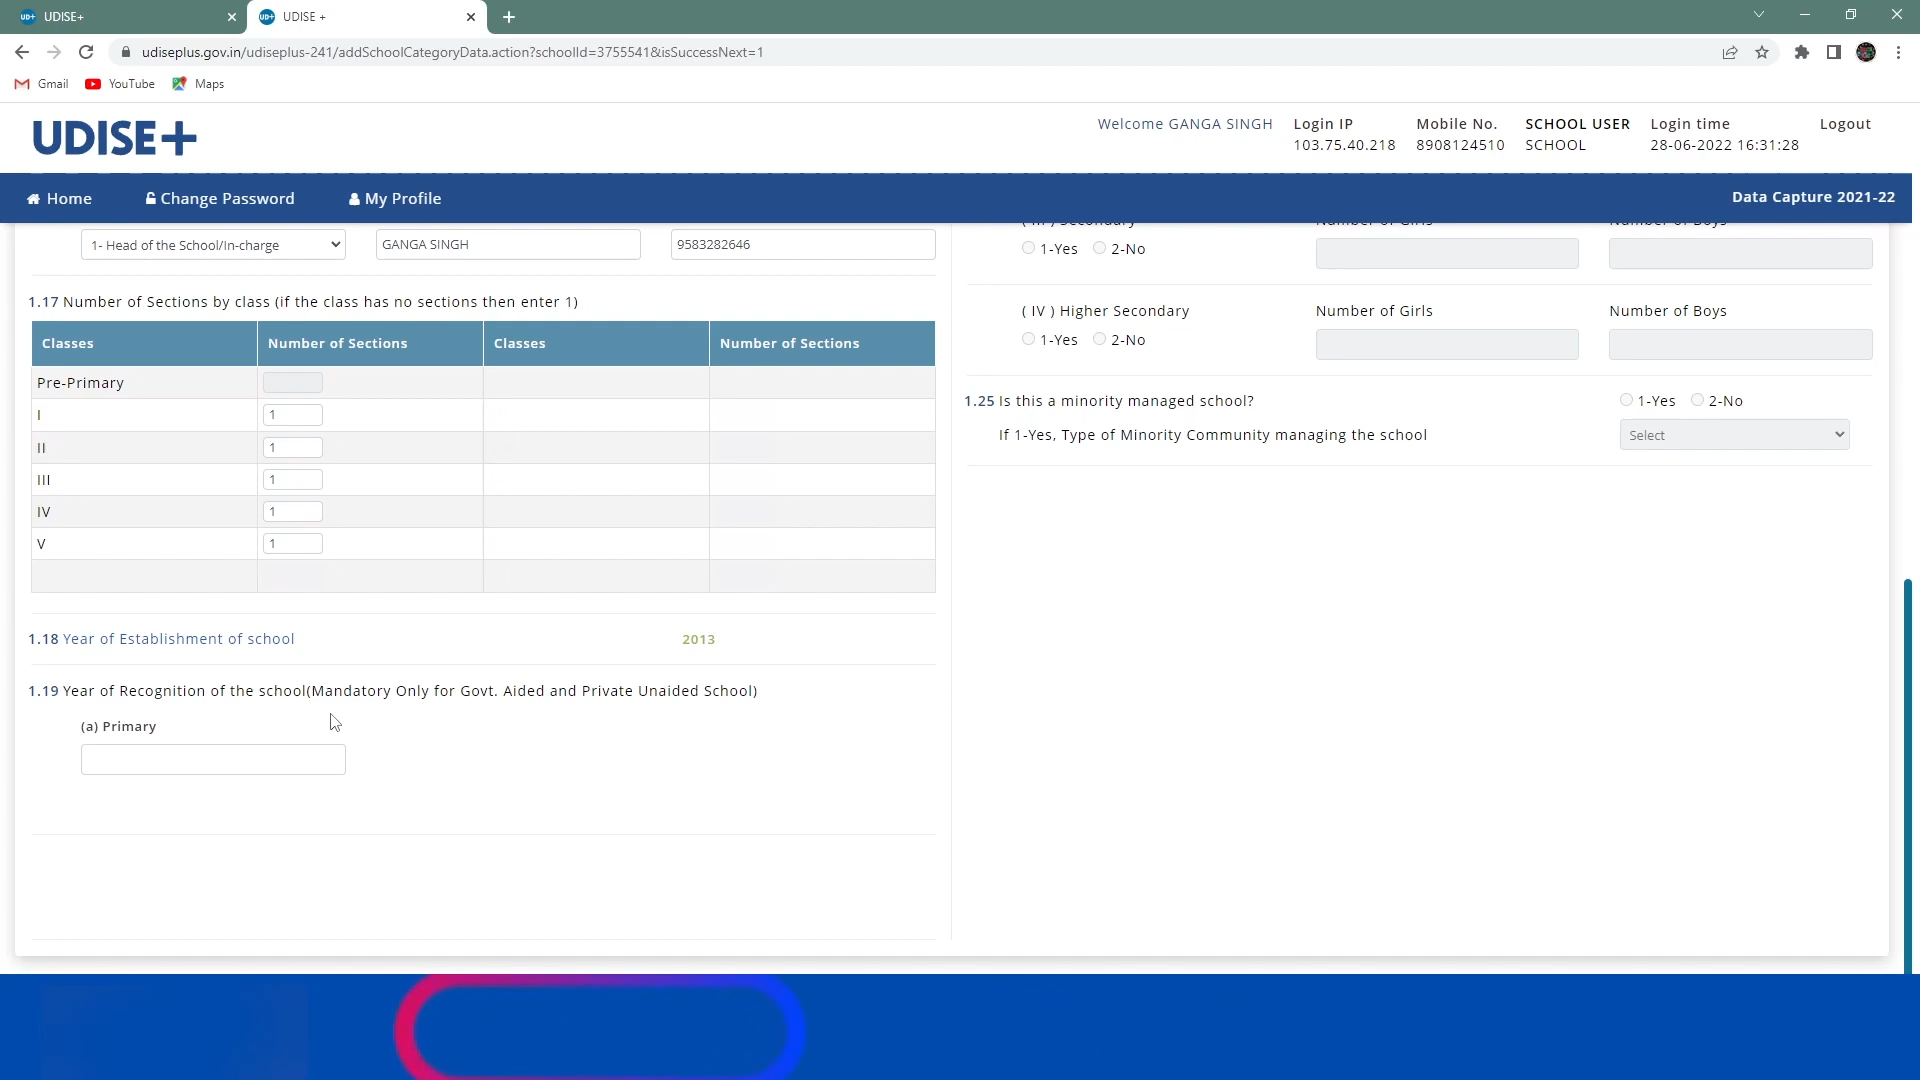 UDISE+
UDISE +
udiseplus.gov.in/udiseplus-241/addSchoolCategoryData.action?schoolId=3755541&isSuccessNext=1
Gmail YouTube Maps
UDISE+
Welcome GANGA SINGH
Login IP
103.75.40.218
Mobile No.
8908124510
SCHOOL USER
SCHOOL
Login time
28-06-2022 16:31:28
Logout
Home Change Password My Profile Data Capture 2021-22
1- Head of the School/In-charge GANGA SINGH 9583282646
1.17 Number of Sections by class (if the class has no sections then enter 1)
Classes Number of Sections Classes Number of Sections
Pre-Primary
I 1
II 1
III 1
IV 1
V 1
1.18 Year of Establishment of school 2013
1.19 Year of Recognition of the school(Mandatory Only for Govt. Aided and Private Unaided School)
(a) Primary
( III ) Secondary Number of Girls Number of Boys
1-Yes 2-No
( IV ) Higher Secondary Number of Girls Number of Boys
1-Yes 2-No
1.25 Is this a minority managed school? 1-Yes 2-No
If 1-Yes, Type of Minority Community managing the school Select